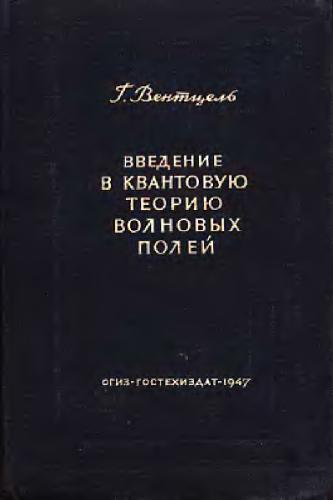 Г. Вентцель
ВВЕДЕНИЕ
В КВАНТОВУЮ
ТЕОРИЮ
ВОЛНОВЫХ
ПОЛЕЙ
ОГИЗ-ГОСТЕХИЗДАТ-1947